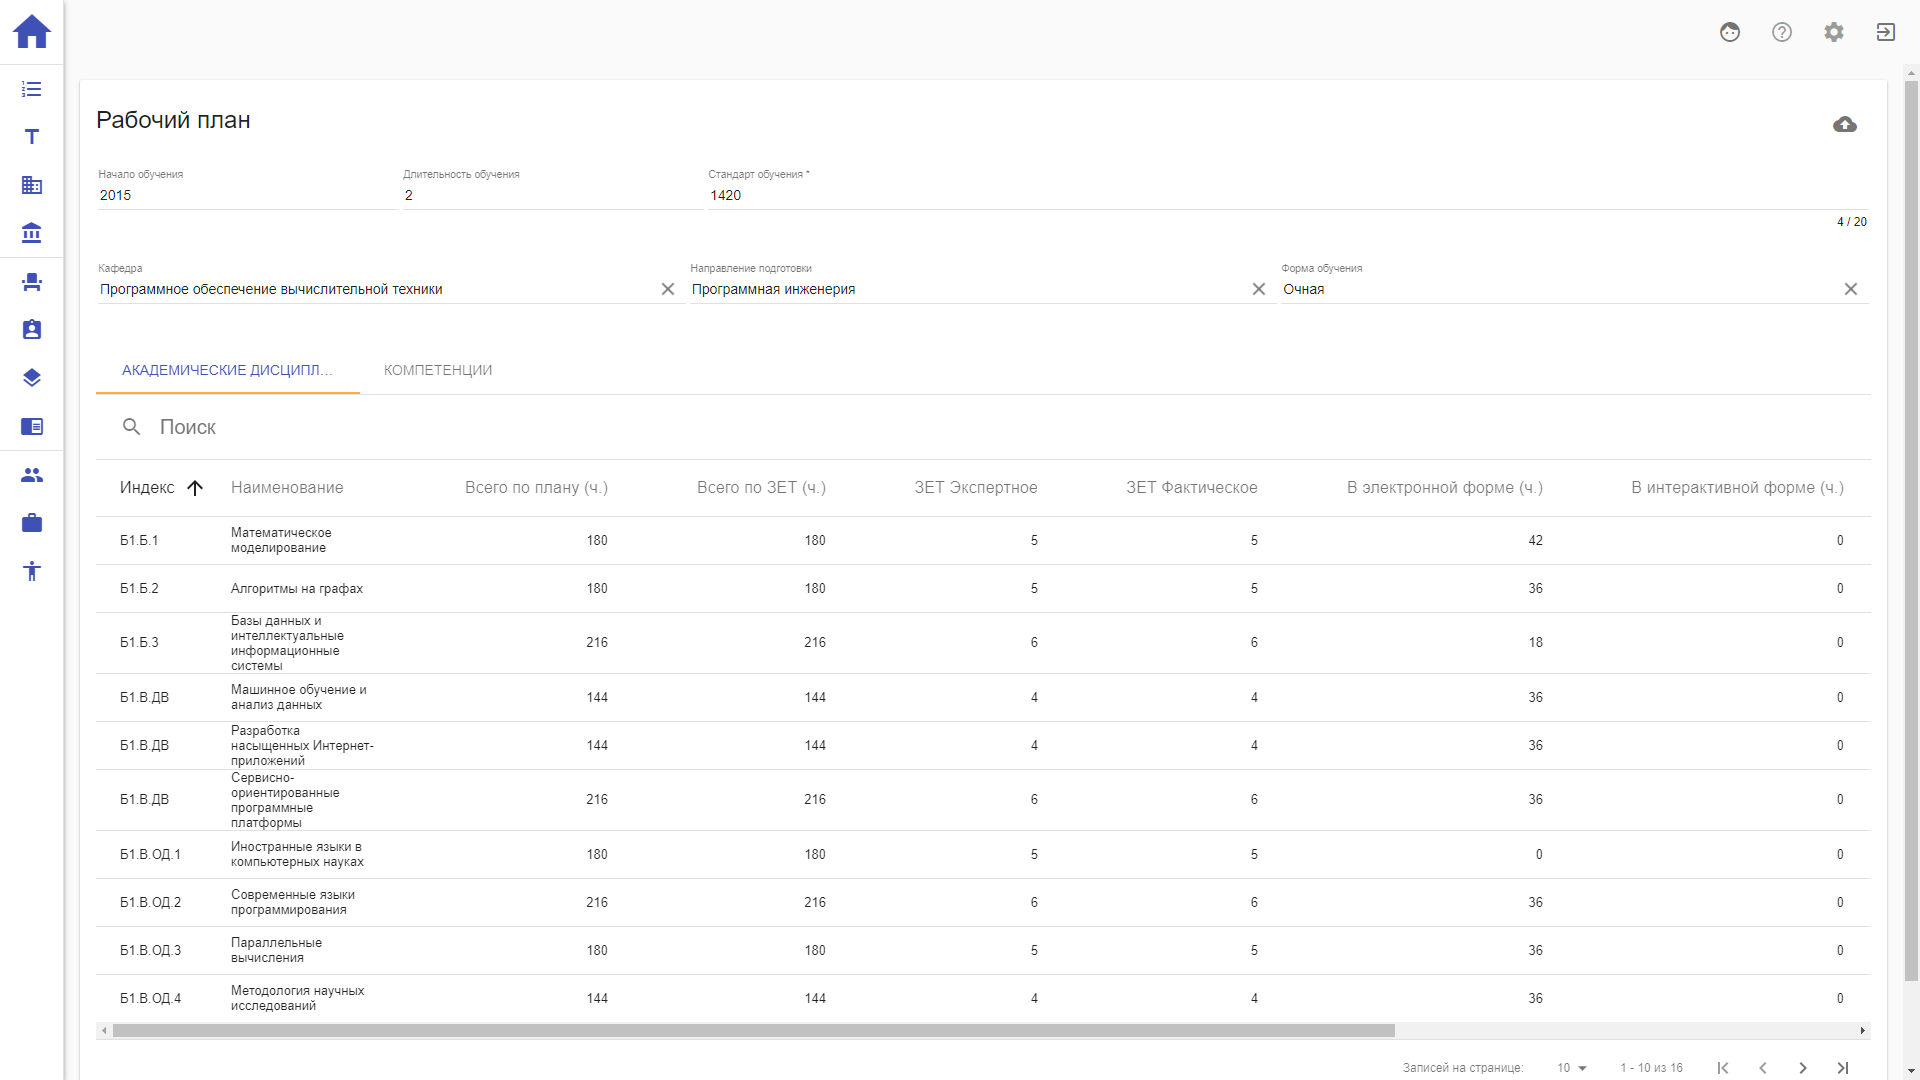 Рабочий план
Начало обучения Длительность обучения Стандарт обучения *
2015 2 1420
4 / 20
Кафедра Направление подготовки Форма обучения
Программное обеспечение вычислительной техники Программная инженерия Очная
АКАДЕМИЧЕСКИЕ ДИСЦИПЛ... КОМПЕТЕНЦИИ
Поиск
Индекс Наименование Всего по плану (ч.) Всего по ЗЕТ (ч.) ЗЕТ Экспертное ЗЕТ Фактическое В электронной форме (ч.) В интерактивной форме (ч.)
Б1.Б.1 Математическое
моделирование 180 180 5 5 42 0
Б1.Б.2 Алгоритмы на графах 180 180 5 5 36 0
Б1.Б.3 Базы данных и
интеллектуальные
информационные
системы 216 216 6 6 18 0
Б1.В.ДВ Машинное обучение и
анализ данных 144 144 4 4 36 0
Б1.В.ДВ Разработка
насыщенных Интернет-
приложений 144 144 4 4 36 0
Б1.В.ДВ Сервисно-
ориентированные
программные
платформы 216 216 6 6 36 0
Б1.В.ОД.1 Иностранные языки в
компьютерных науках 180 180 5 5 0 0
Б1.В.ОД.2 Современные языки
программирования 216 216 6 6 36 0
Б1.В.ОД.3 Параллельные
вычисления 180 180 5 5 36 0
Б1.В.ОД.4 Методология научных
исследований 144 144 4 4 36 0
Записей на странице: 10 1 - 10 из 16